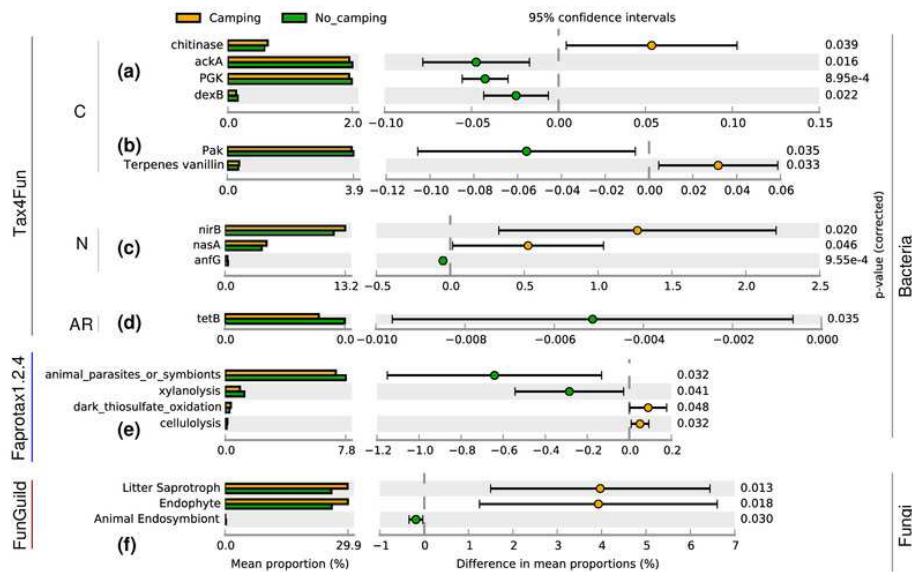 Camping No_camping 95% confidence intervals
chitinase 0.039
(a) ackA 0.016
PGK 8.95e-4
dexB 0.022
C
0.0 2.0 −0.10 −0.05 0.00 0.05 0.10 0.15
(b) Pak 0.035
Terpenes vanillin 0.033
0.0 3.9 −0.12 −0.10 −0.08 −0.06 −0.04 −0.02 0.00 0.02 0.04 0.06
Tax4Fun
nirB 0.020
N (c) nasA 0.046
anfG 9.55e-4
0.0 13.2 −0.5 0.0 0.5 1.0 1.5 2.0 2.5
p-value (corrected)
Bacteria
AR (d) tetB 0.035
0.0 0.0 −0.010 −0.008 −0.006 −0.004 −0.002 0.000
Faprotax1.2.4
animal_parasites_or_symbionts 0.032
xylanolysis 0.041
dark_thiosulfate_oxidation 0.048
(e) cellulolysis 0.032
0.0 7.8 −1.2 −1.0 −0.8 −0.6 −0.4 −0.2 0.0 0.2
FunGuild
Litter Saprotroph 0.013
Endophyte 0.018
Animal Endosymbiont 0.030
(f)
0.0 29.9 −1 0 1 2 3 4 5 6 7
Mean proportion (%) Difference in mean proportions (%)
Fungi